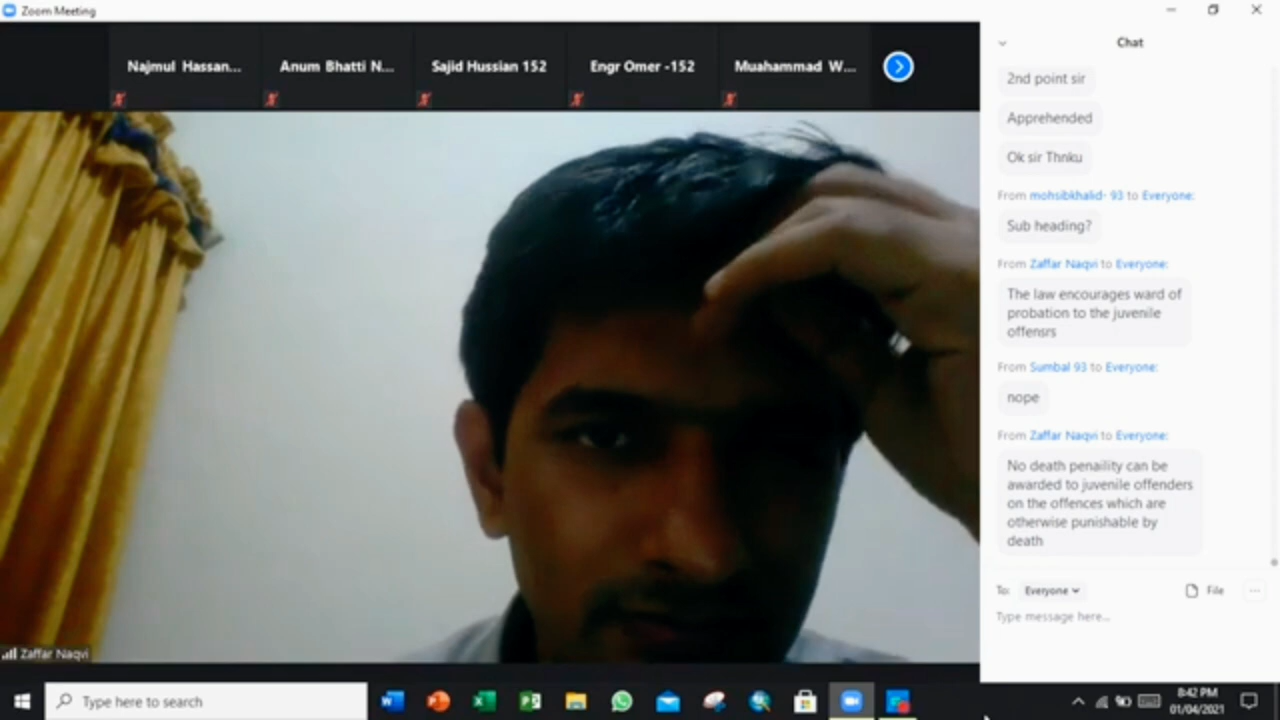 Zoom Meeting
Najmul Hassan...
Anum Bhatti N...
Sajid Hussian 152
Engr Omer -152
Muahammad W...
Zaffar Naqvi
Chat
2nd point sir
Apprehended
Ok sir Thnku
From mohsibkhalid- 93 to Everyone:
Sub heading?
From Zaffar Naqvi to Everyone:
The law encourages ward of
probation to the juvenile
offensrs
From Sumbal 93 to Everyone:
nope
From Zaffar Naqvi to Everyone:
No death penaility can be
awarded to juvenile offenders
on the offences which are
otherwise punishable by
death
To: Everyone
File
Type message here...
Type here to search
8:42 PM
01/04/2021